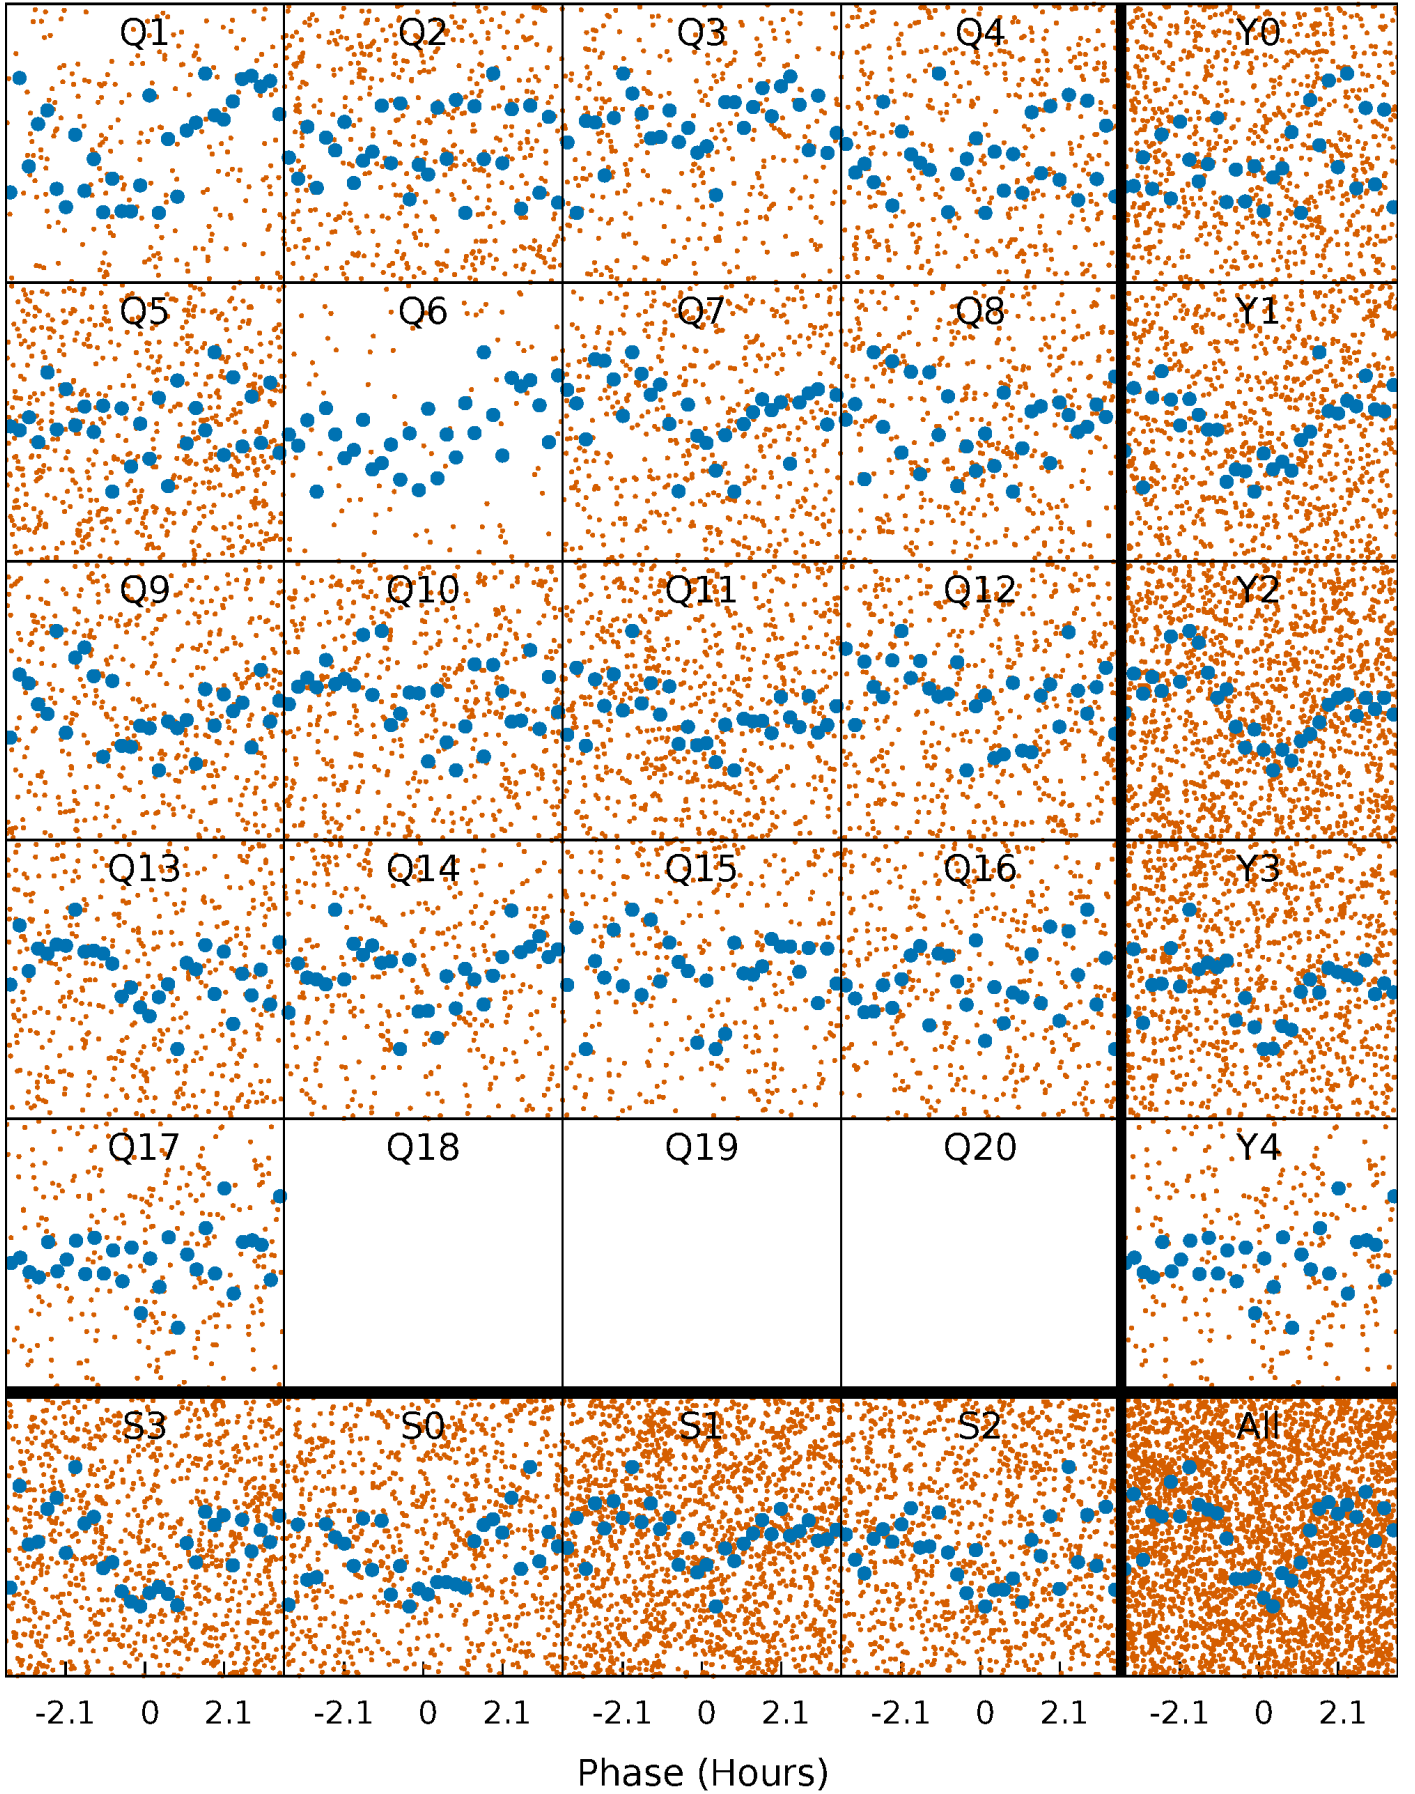 Q1 Q2 Q3 Q4 Y0
Q5 Q6 Q7 Q8 Y1
Q9 Q10 Q11 Q12 Y2
Q13 Q14 Q15 Q16 Y3
Q17 Q18 Q19 Q20 Y4
S3 S0 S1 S2 All
-2.1 0 2.1 -2.1 0 2.1 -2.1 0 2.1 -2.1 0 2.1 -2.1 0 2.1
Phase (Hours)